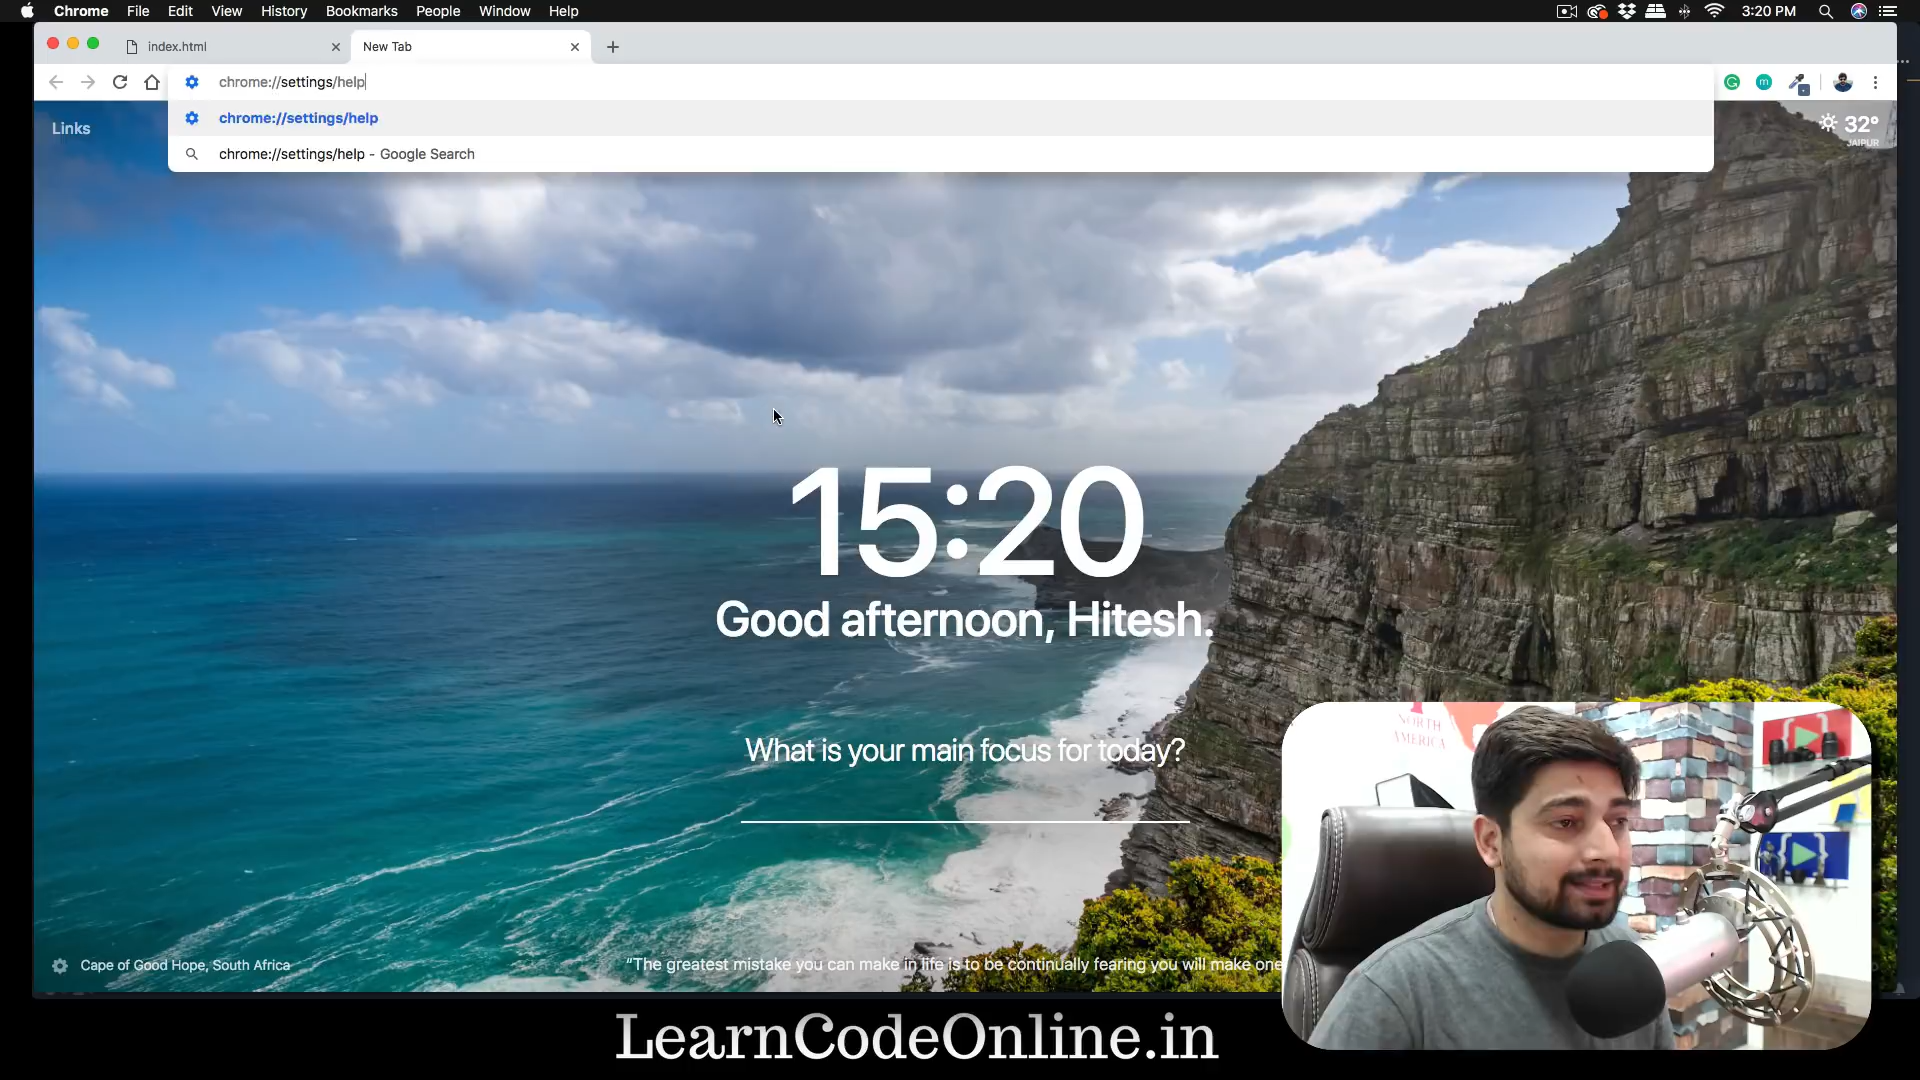 Chrome File Edit View History Bookmarks People Window Help 3:20 PM
index.html New Tab
chrome://settings/help
chrome://settings/help
chrome://settings/help - Google Search
Links
32°
JAIPUR
15:20
Good afternoon, Hitesh.
What is your main focus for today?
NORTH
AMERICA
Cape of Good Hope, South Africa
“The greatest mistake you can make in life is to be continually fearing you will make one
LearnCodeOnline.in